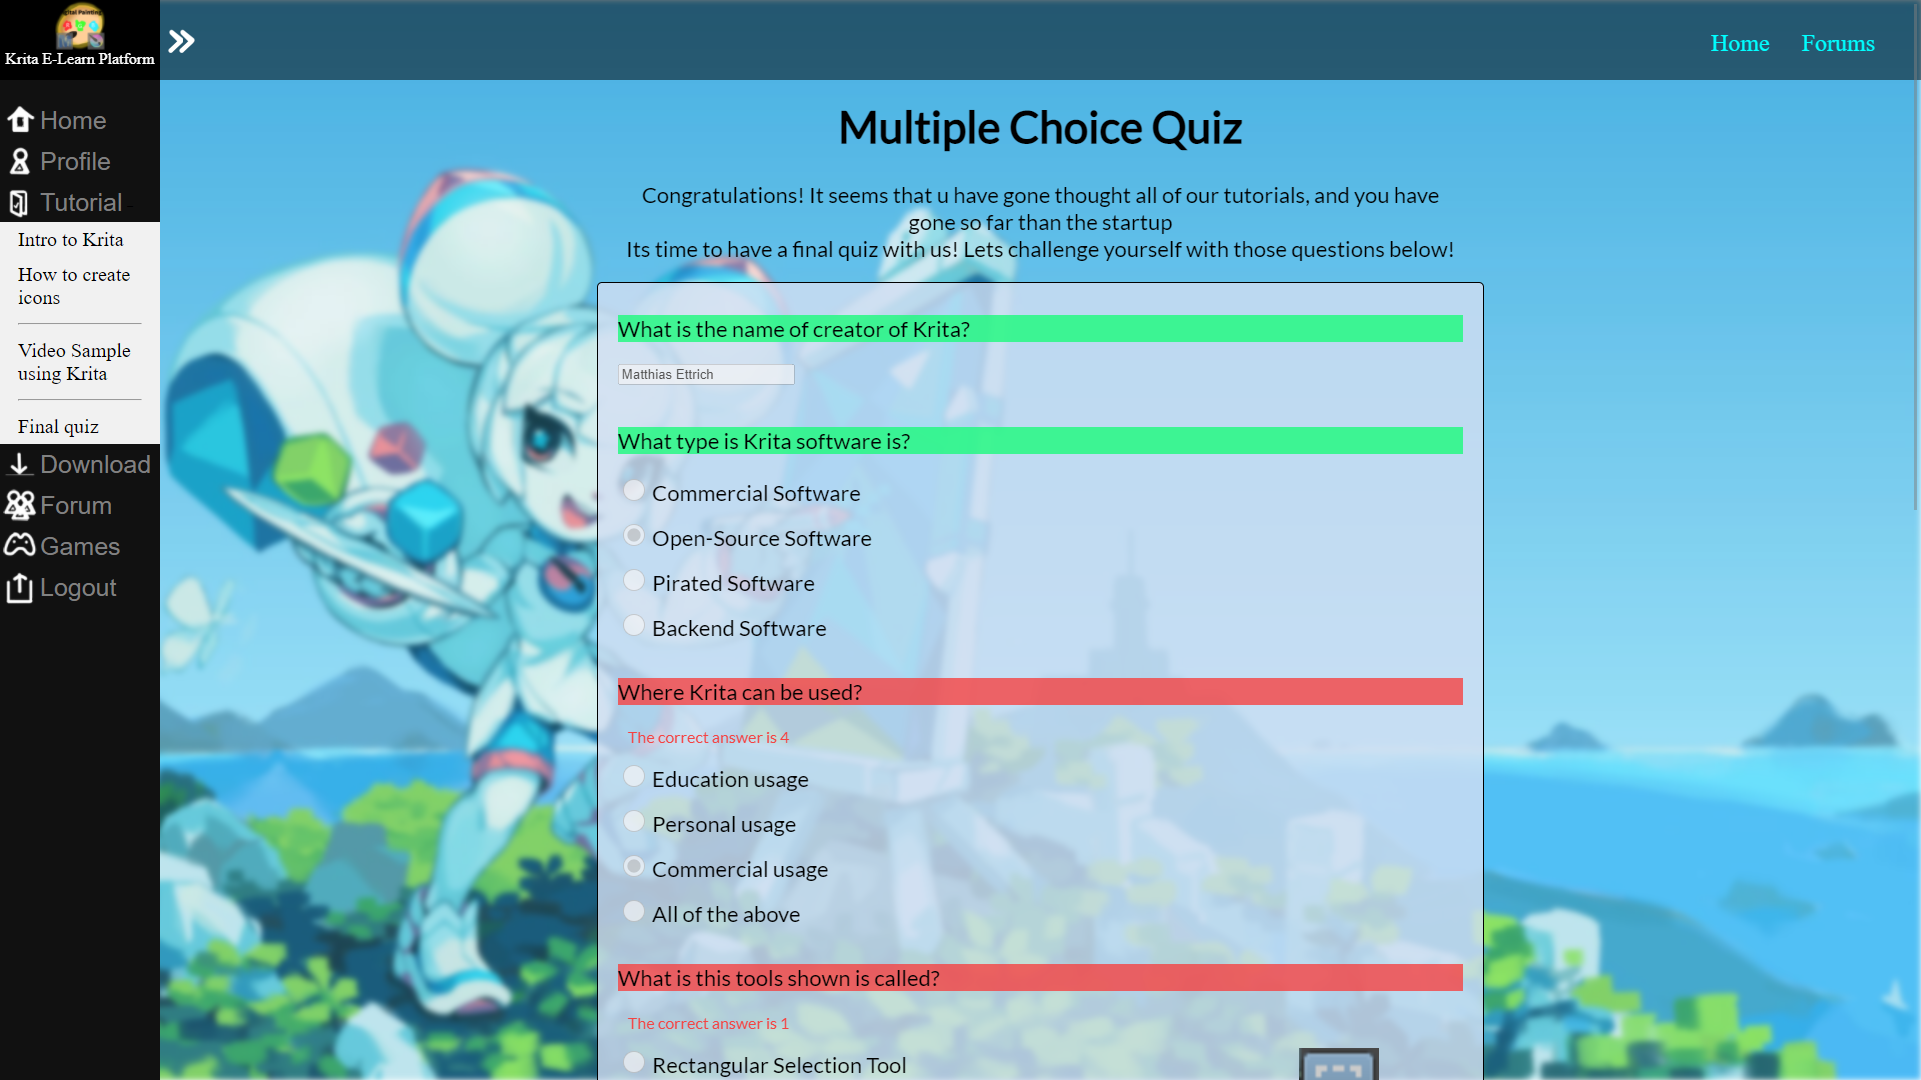 Krita E-Learn Platform
Home
Forums
Home
Profile
Tutorial
Intro to Krita
How to create
icons
Video Sample
using Krita
Final quiz
Download
Forum
Games
Logout
Multiple Choice Quiz
Congratulations! It seems that u have gone thought all of our tutorials, and you have
gone so far than the startup
Its time to have a final quiz with us! Lets challenge yourself with those questions below!
What is the name of creator of Krita?
Matthias Ettrich
What type is Krita software is?
Commercial Software
Open-Source Software
Pirated Software
Backend Software
Where Krita can be used?
The correct answer is 4
Education usage
Personal usage
Commercial usage
All of the above
What is this tools shown is called?
The correct answer is 1
Rectangular Selection Tool